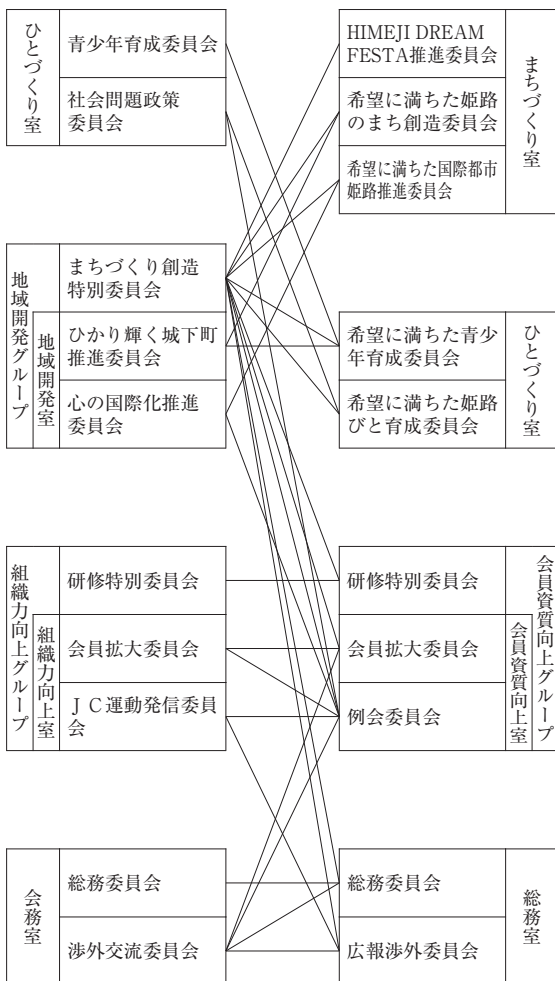 ひとづくり室
青少年育成委員会
社会問題政策
委員会
地域開発グループ
まちづくり創造
特別委員会
地域開発室
ひかり輝く城下町
推進委員会
心の国際化推進
委員会
組織力向上グループ
研修特別委員会
組織力向上室
会員拡大委員会
ＪＣ運動発信委員
会
会務室
総務委員会
渉外交流委員会
HIMEJI DREAM
FESTA推進委員会
希望に満ちた姫路
のまち創造委員会
希望に満ちた国際都市
姫路推進委員会
まちづくり室
希望に満ちた青少
年育成委員会
希望に満ちた姫路
びと育成委員会
ひとづくり室
研修特別委員会
会員拡大委員会
例会委員会
会員資質向上室
会員資質向上グループ
総務委員会
広報渉外委員会
総務室